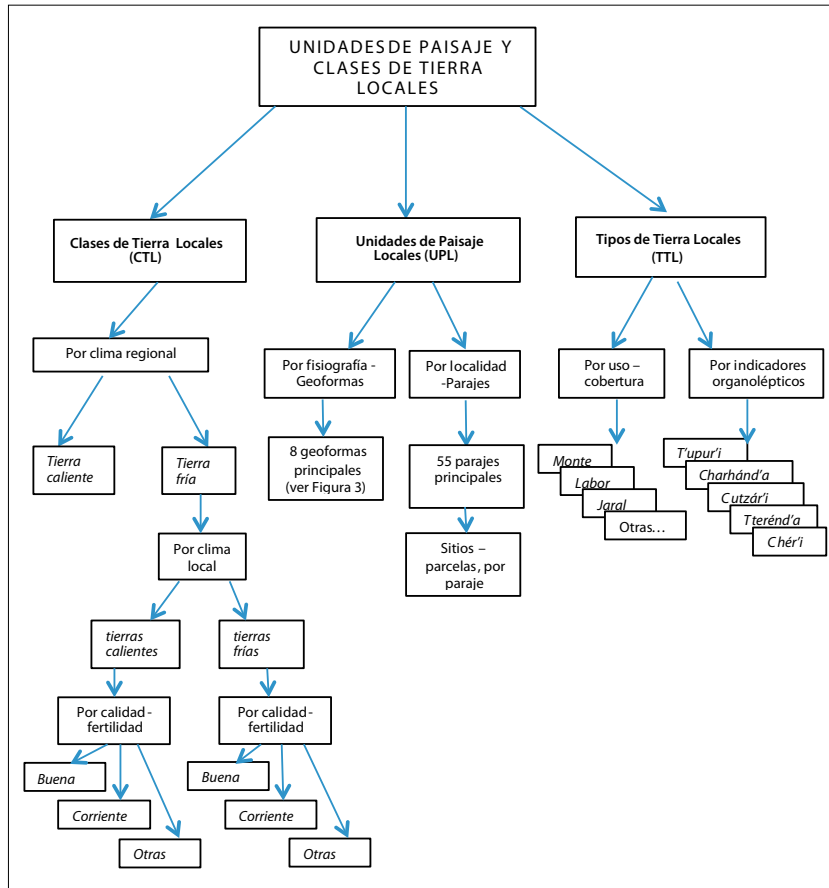 UNIDADES DE PAISAJE Y
CLASES DE TIERRA
LOCALES
Clases de Tierra Locales
(CTL)
Unidades de Paisaje
Locales (UPL)
Tipos de Tierra Locales
(TTL)
Por clima regional
Por fisiografía -
Geoformas
Por localidad
-Parajes
Por uso –
cobertura
Por indicadores
organolépticos
Tierra
caliente
Tierra
fría
8 geoformas
principales
(ver Figura 3)
55 parajes
principales
Monte
Labor
Jaral
Otras...
T'upur'i
Charhánd'a
Cutzár'i
Tterénd'a
Chér'i
Por clima
local
Sitios –
parcelas, por
paraje
tierras
calientes
tierras
frías
Por calidad-
fertilidad
Por calidad-
fertilidad
Buena
Corriente
Otras
Buena
Corriente
Otras